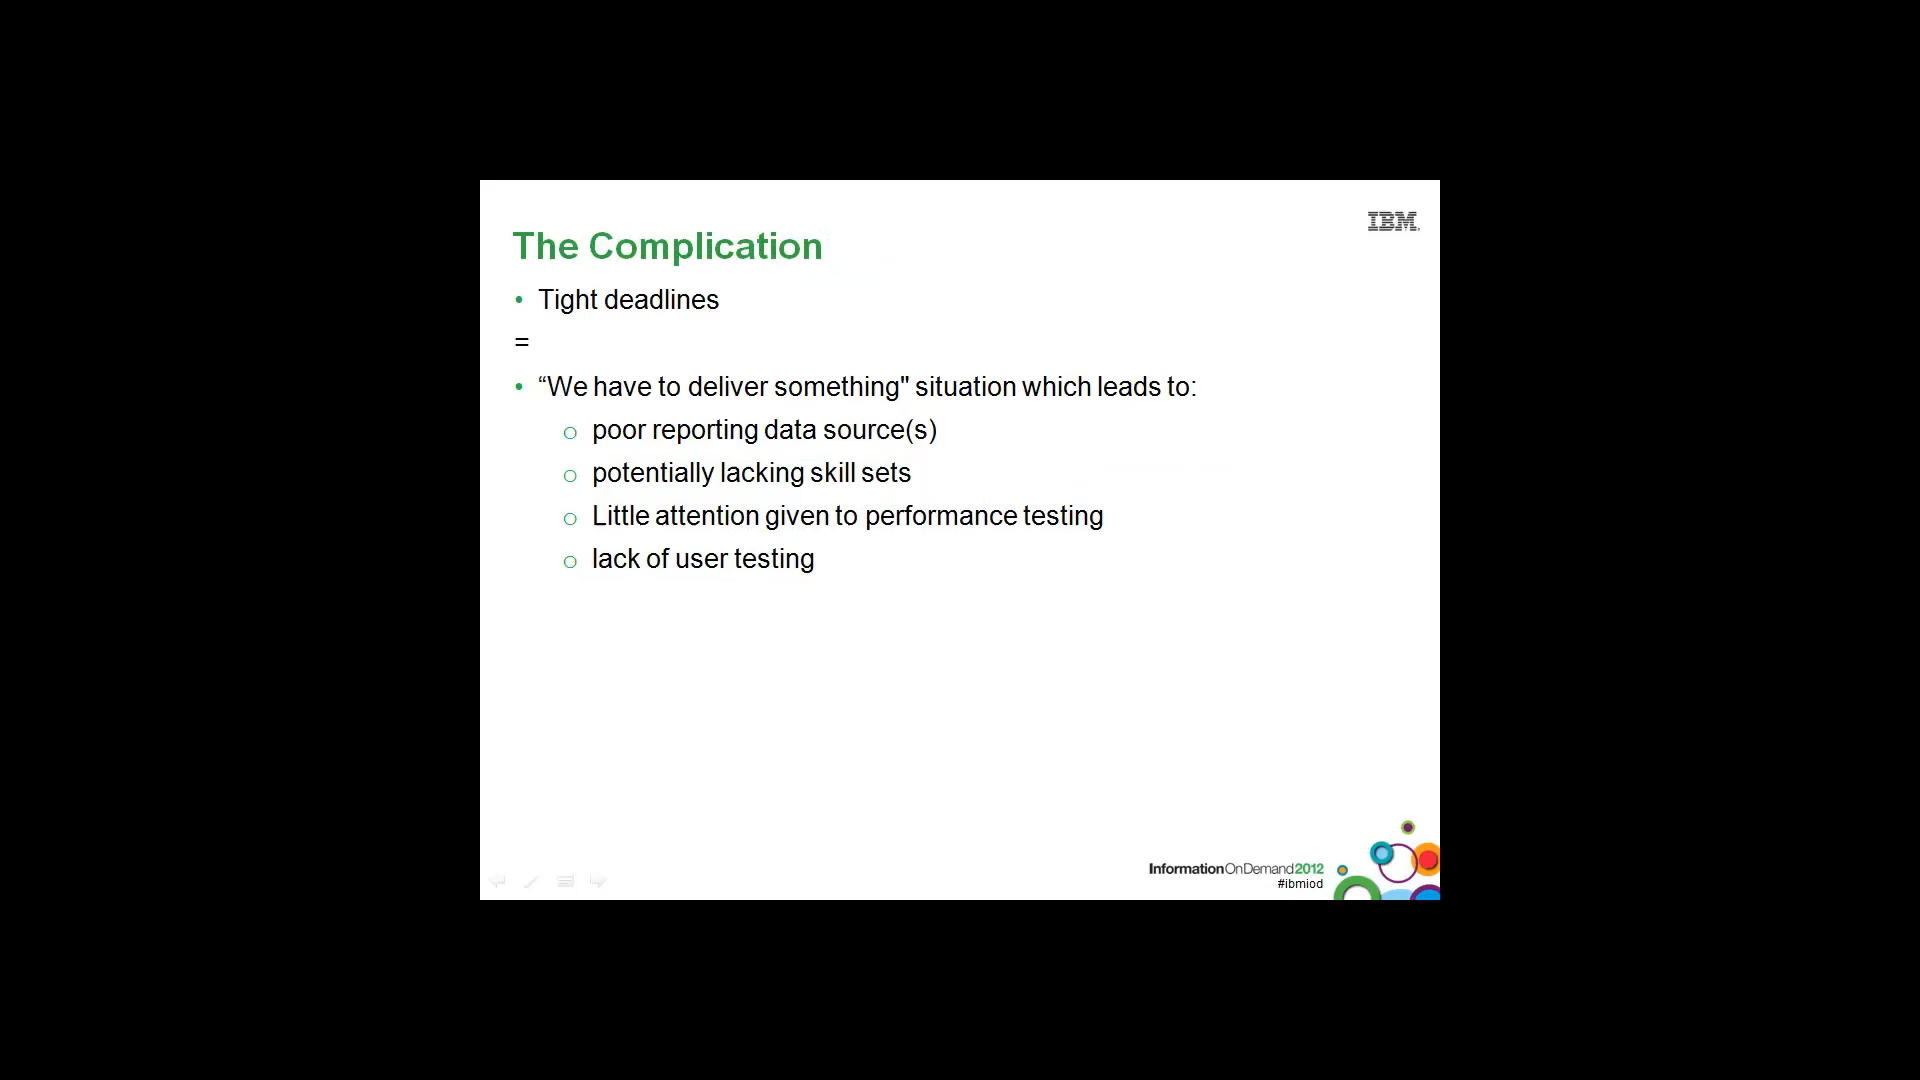 IBM
The Complication
• Tight deadlines
=
• “We have to deliver something" situation which leads to:
o poor reporting data source(s)
o potentially lacking skill sets
o Little attention given to performance testing
o lack of user testing
InformationOnDemand2012
#ibmiod